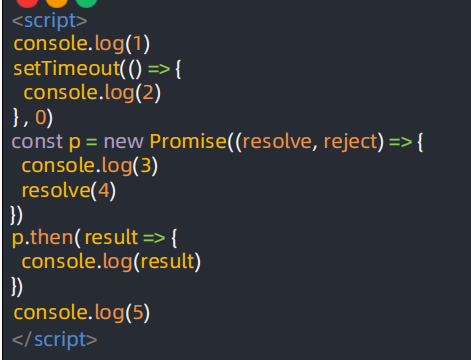 <script>
console.log(1)
setTimeout(() => {
  console.log(2)
} , 0)
const p = new Promise((resolve, reject) => {
  console.log(3)
  resolve(4)
})
p.then( result => {
  console.log(result)
})
console.log(5)
</script>